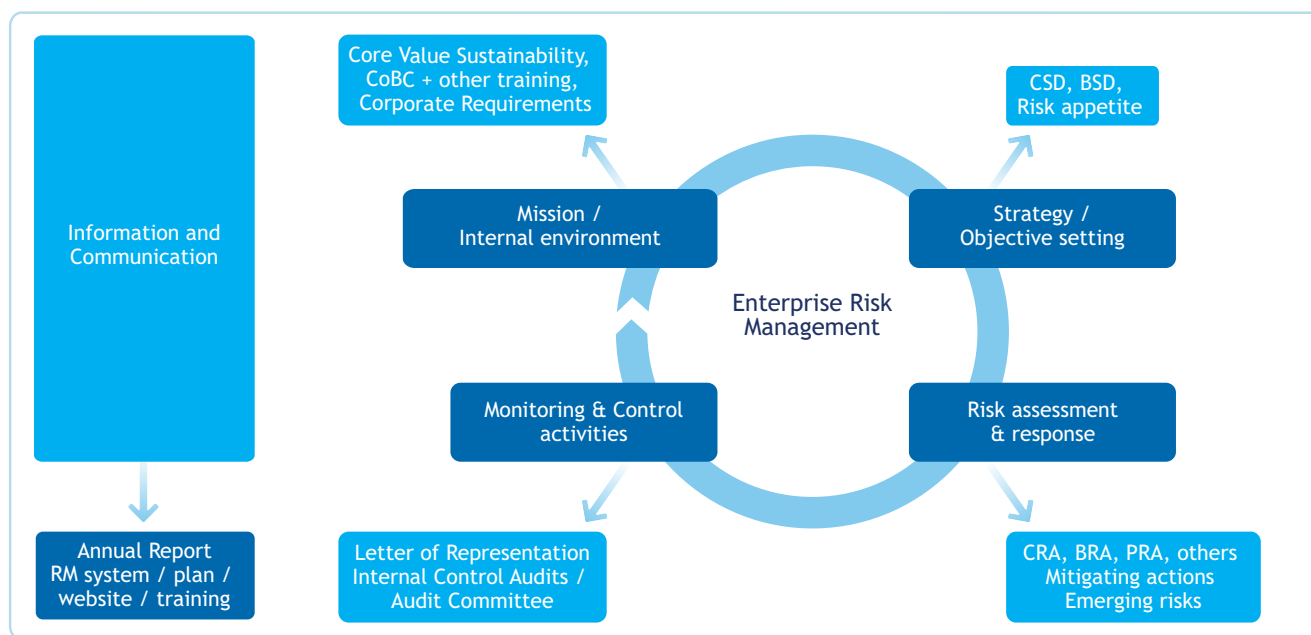 Information and
Communication
Annual Report
RM system / plan /
website / training
Core Value Sustainability,
CoBC + other training,
Corporate Requirements
CSD, BSD,
Risk appetite
Mission /
Internal environment
Strategy /
Objective setting
Enterprise Risk
Management
Monitoring & Control
activities
Risk assessment
& response
Letter of Representation
Internal Control Audits /
Audit Committee
CRA, BRA, PRA, others
Mitigating actions
Emerging risks